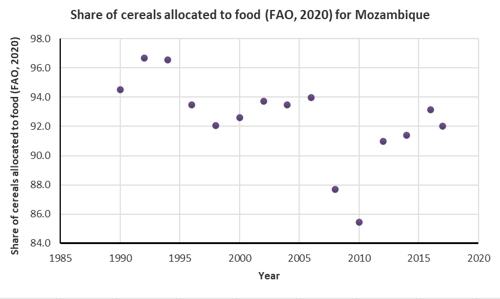 Share of cereals allocated to food (FAO, 2020) for Mozambique
Share of cereals allocated to food (FAO, 2020)
98.0
96.0
94.0
92.0
90.0
88.0
86.0
84.0
1985 1990 1995 2000 2005 2010 2015 2020
Year